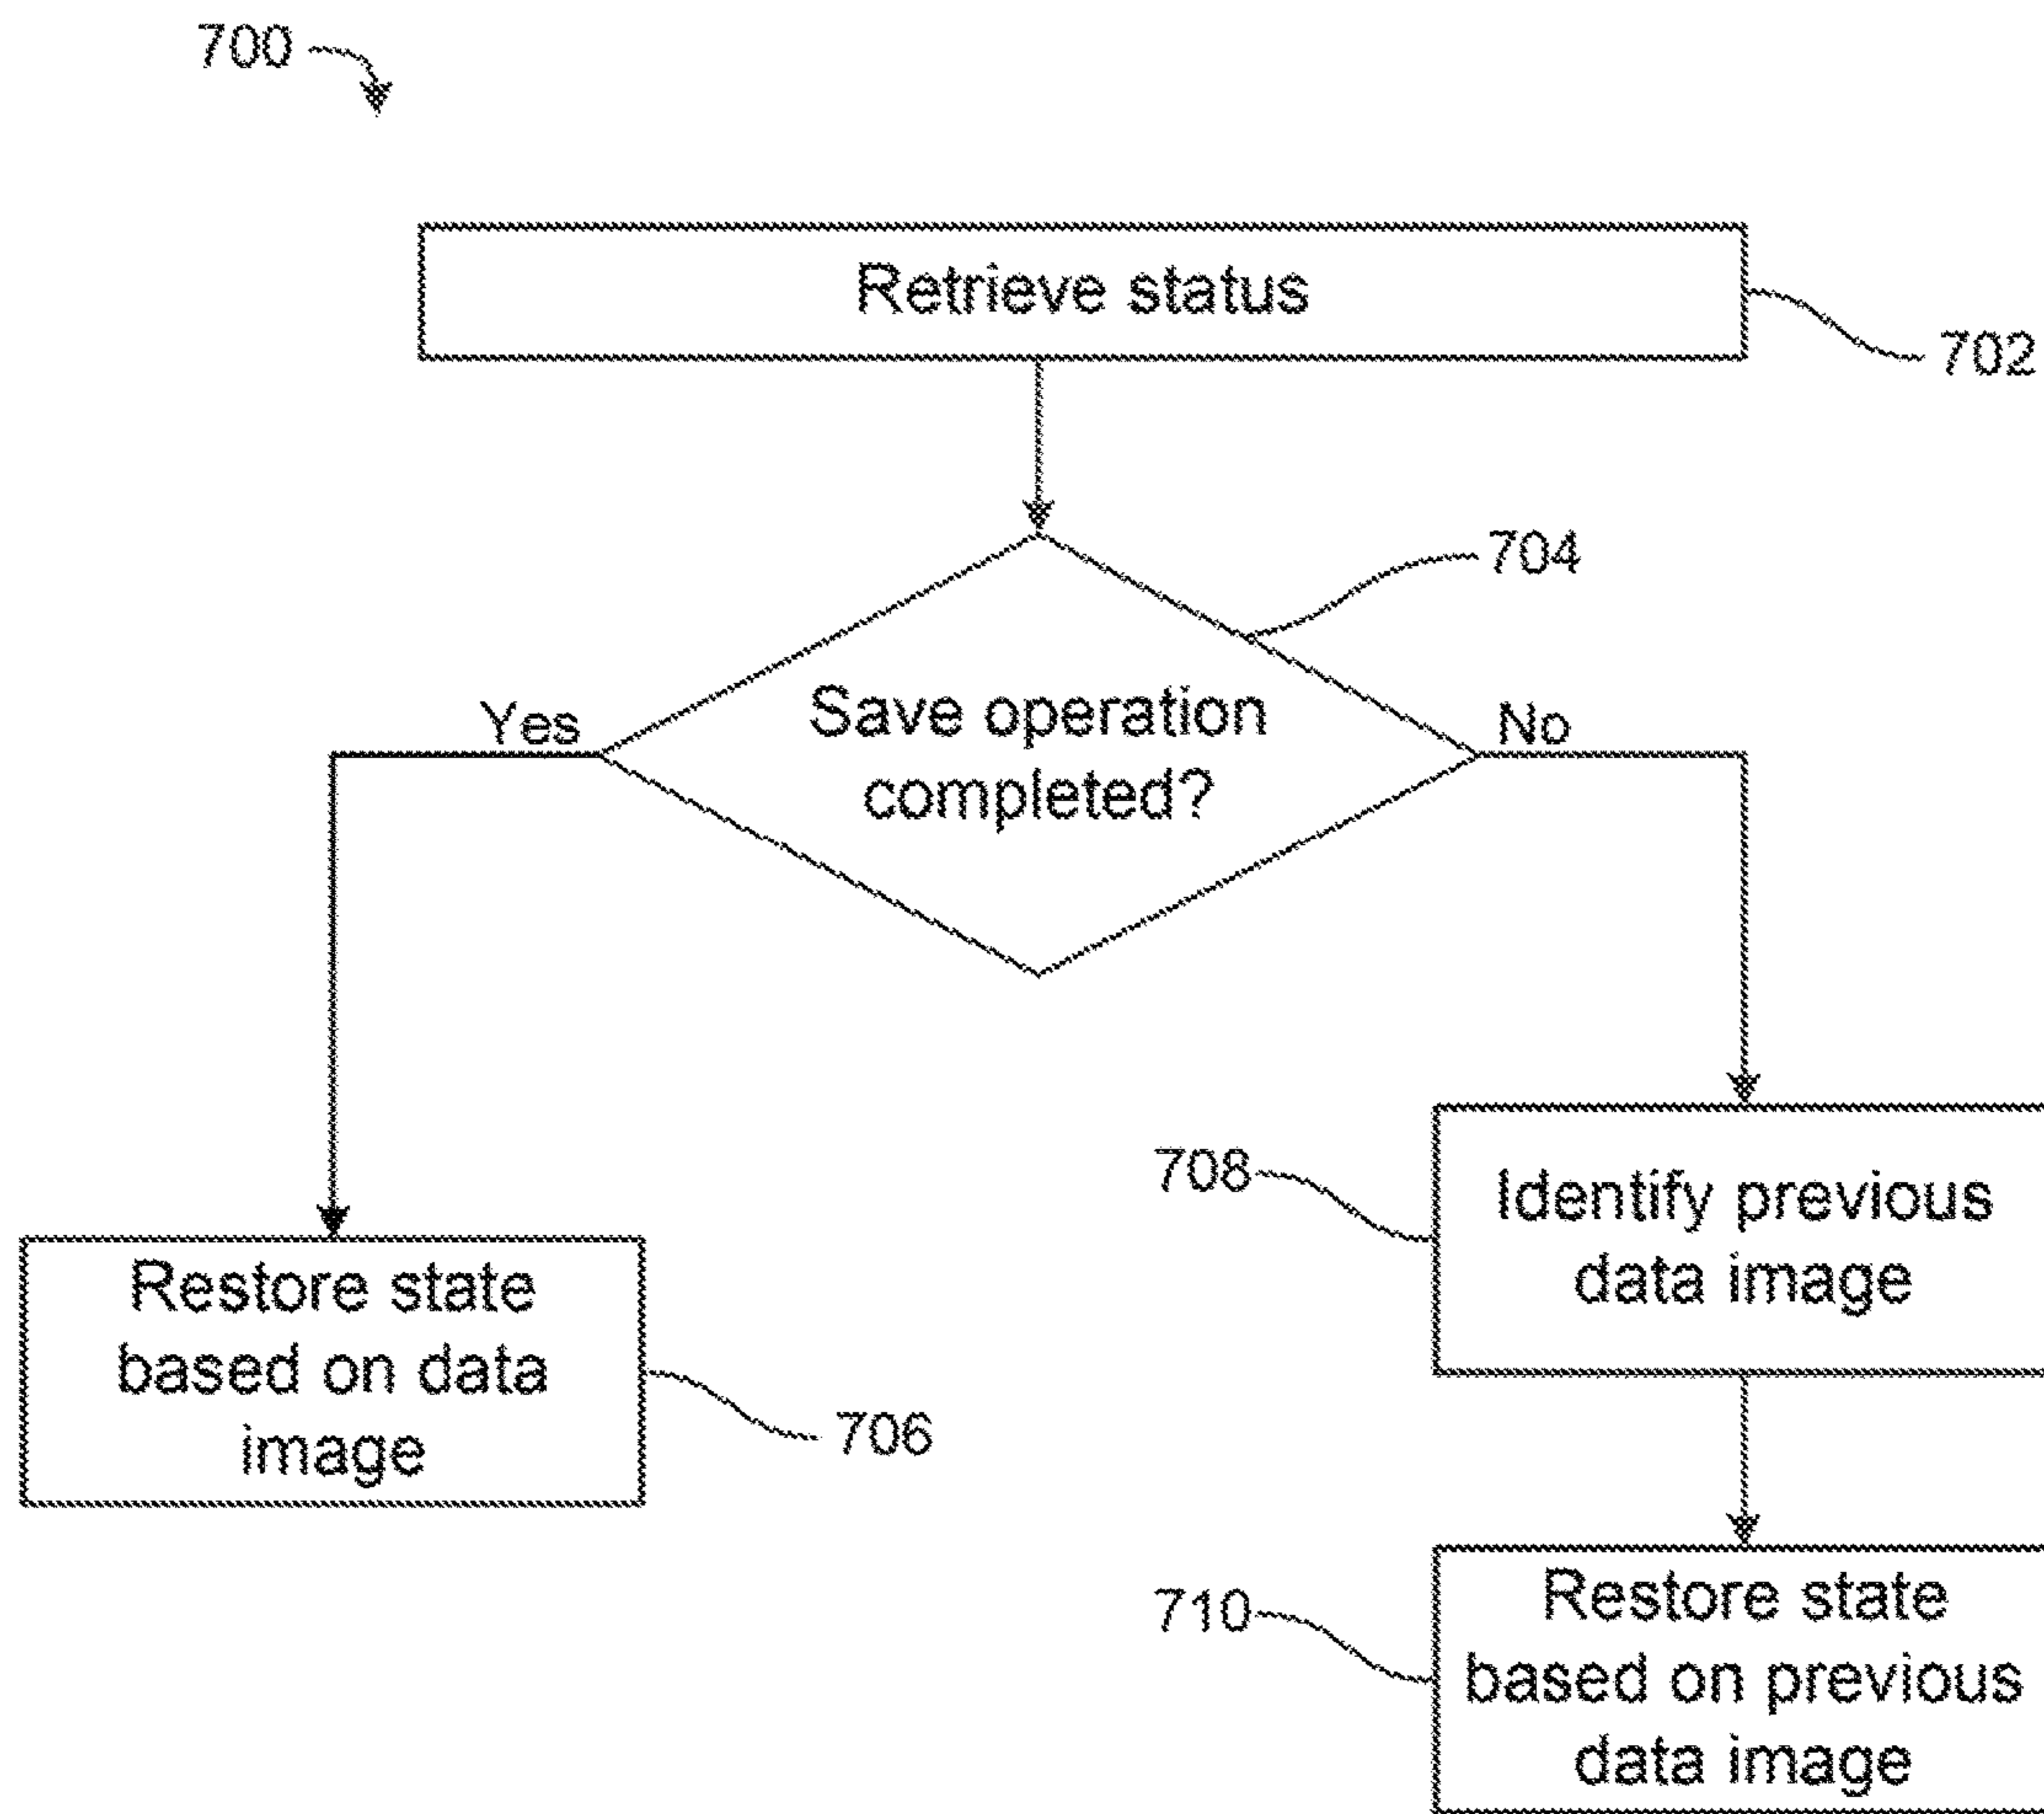 700
Retrieve status
702
704
Save operation
completed?
Yes
No
708
Identify previous
data image
Restore state
based on data
image
706
710
Restore state
based on previous
data image